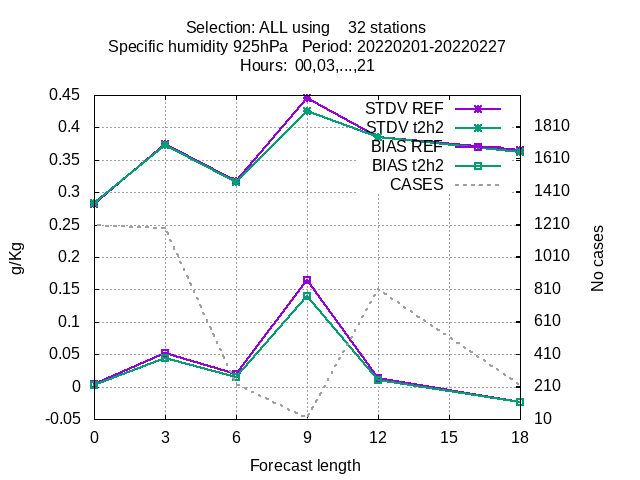 Selection: ALL using    32 stations
Specific humidity 925hPa   Period: 20220201-20220227
Hours: 00,03,...,21
STDV REF
STDV t2h2
BIAS REF
BIAS t2h2
CASES
0.45
0.4
0.35
0.3
0.25
0.2
0.15
0.1
0.05
0
-0.05
g/Kg
1810
1610
1410
1210
1010
810
610
410
210
10
No cases
0 3 6 9 12 15 18
Forecast length